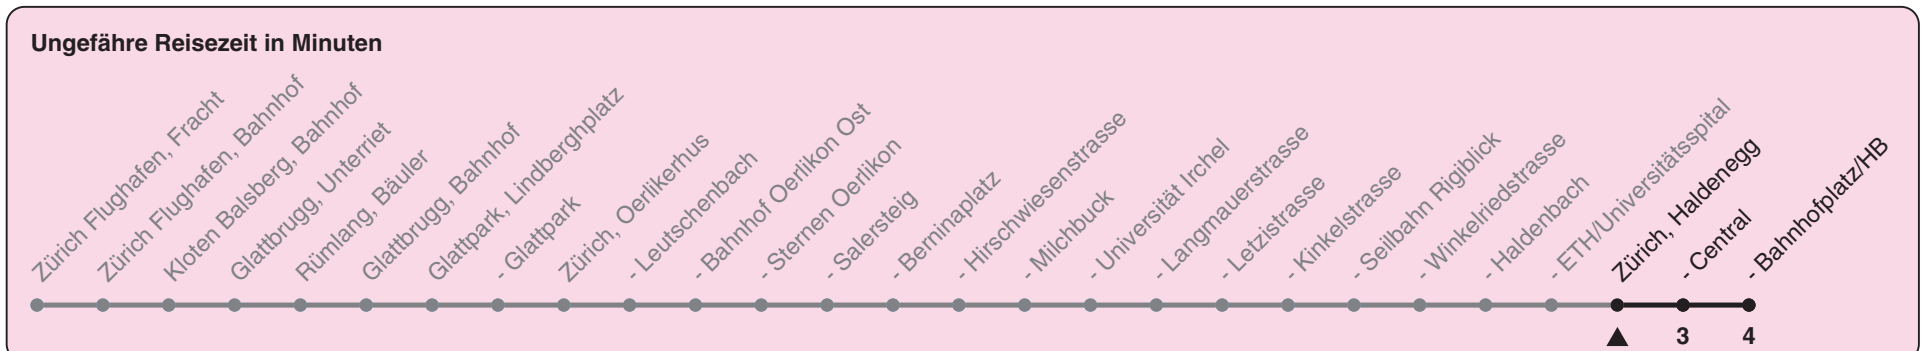 Ungefähre Reisezeit in Minuten
Zürich Flughafen, Fracht
Zürich Flughafen, Bahnhof
Kloten Balsberg, Bahnhof
Glattbrugg, Unterriet
Rümlang, Bäuler
Glattbrugg, Bahnhof
Glattpark, Lindberghplatz
- Glattpark
Zürich, Oerlikerhus
- Leutschenbach
- Bahnhof Oerlikon Ost
- Sternen Oerlikon
- Salersteig
- Berninaplatz
- Hirschwiesenstrasse
- Milchbuck
- Universität Irchel
- Langmauerstrasse
- Letzistrasse
- Kinkelstrasse
- Seilbahn Rigiblick
- Winkelriedstrasse
- Haldenbach
- ETH/Universitätsspital
Zürich, Haldenegg
- Central
- Bahnhofplatz/HB
3 4